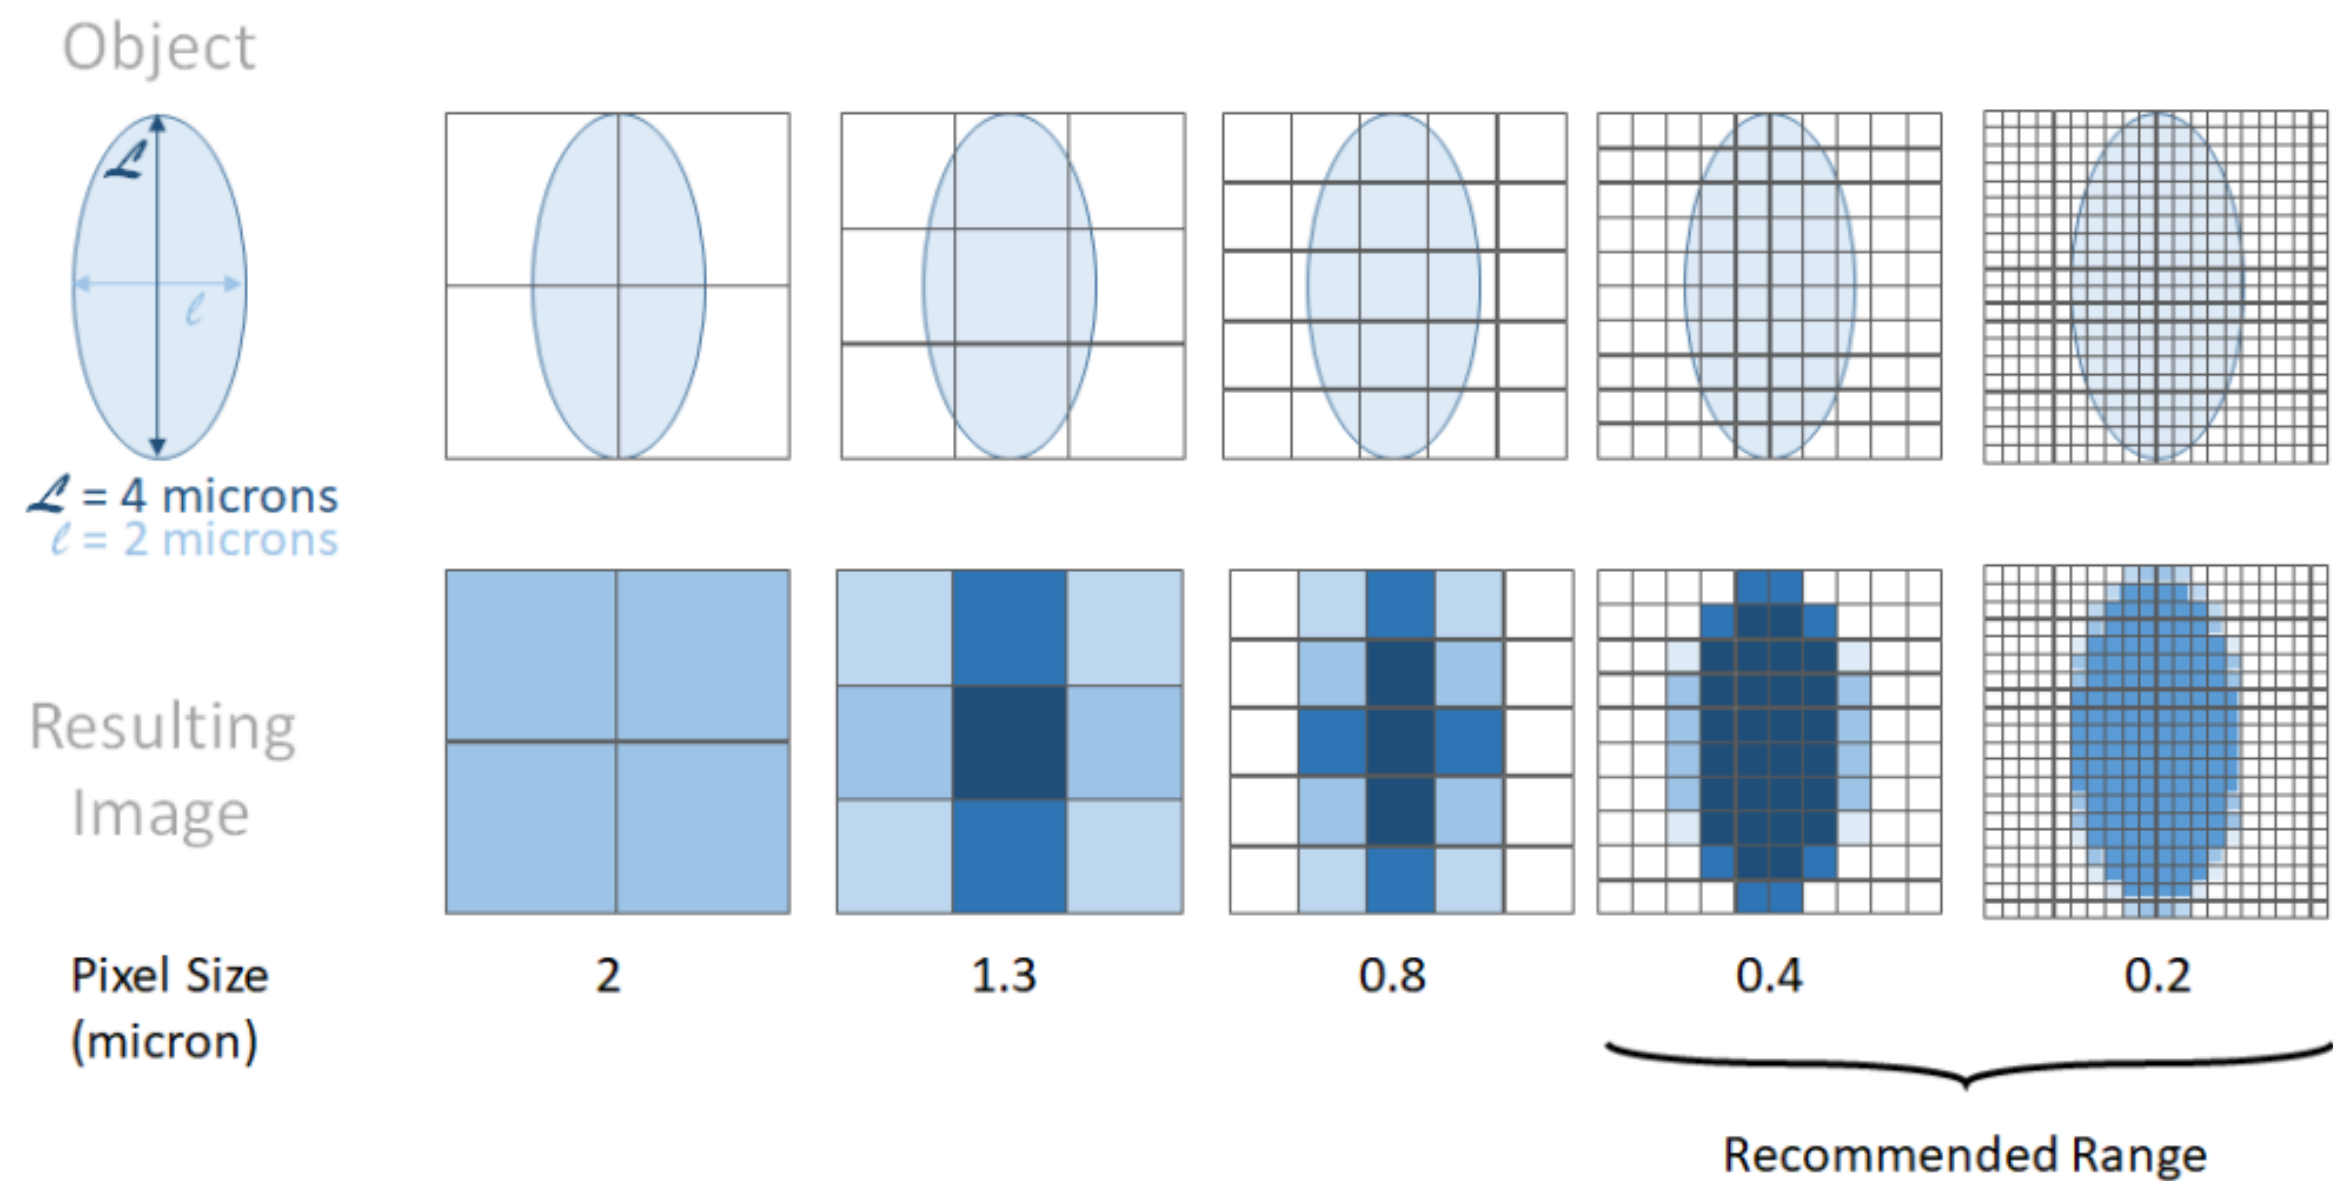 Object
ℒ
ℓ
ℒ = 4 microns
ℓ = 2 microns
Resulting
Image
Pixel Size
(micron)
2
1.3
0.8
0.4
0.2
Recommended Range